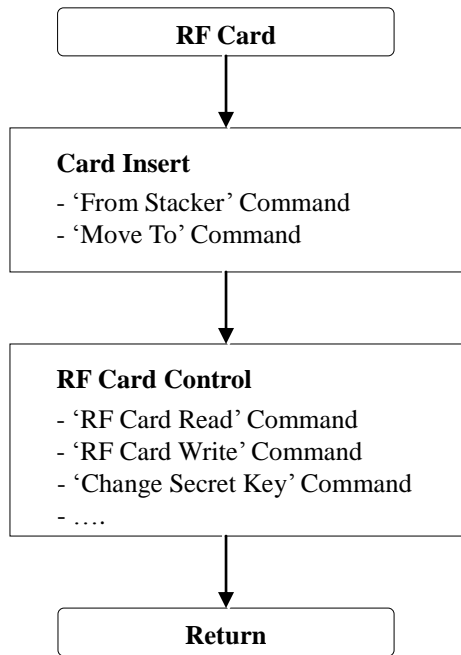 RF Card
Card Insert
- ‘From Stacker’ Command
- ‘Move To’ Command
RF Card Control
- ‘RF Card Read’ Command
- ‘RF Card Write’ Command
- ‘Change Secret Key’ Command
- ….
Return